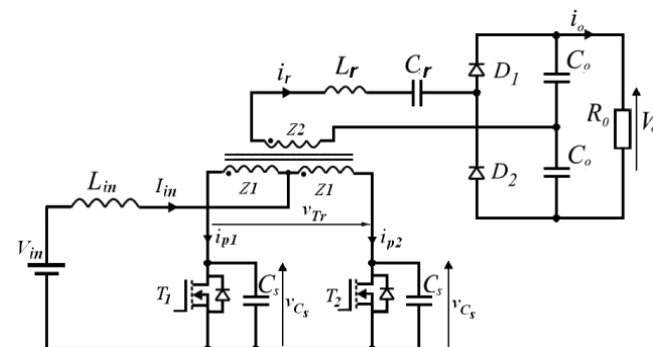 i_o
i_r
L_r
C_r
D_1
C_o
R_0
V
Z2
D_2
C_o
L_in
I_in
Z1
Z1
v_Tr
V_in
i_p1
i_p2
T_1
C_s
v_Cs
T_2
C_s
v_Cs